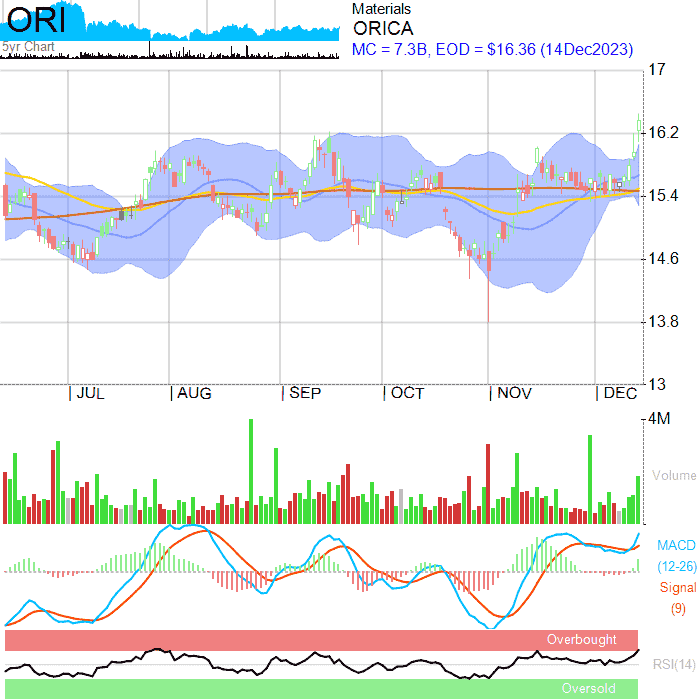 ORI
5yr Chart
Materials
ORICA
MC = 7.3B, EOD = $16.36 (14Dec2023)
17
16.2
15.4
14.6
13.8
13
JUL
AUG
SEP
OCT
NOV
DEC
4M
Volume
MACD
(12-26)
Signal
(9)
Overbought
RSI(14)
Oversold